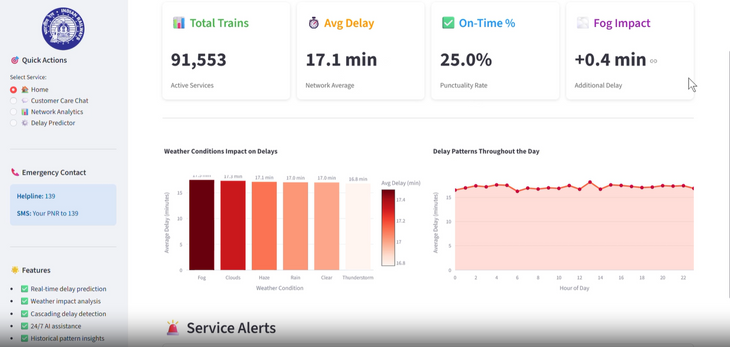 INDIAN RAILWAYS
Quick Actions
Select Service:
Home
Customer Care Chat
Network Analytics
Delay Predictor
Emergency Contact
Helpline: 139
SMS: Your PNR to 139
Features
Real-time delay prediction
Weather impact analysis
Cascading delay detection
24/7 AI assistance
Historical pattern insights
Total Trains
91,553
Active Services
Avg Delay
17.1 min
Network Average
On-Time %
25.0%
Punctuality Rate
Fog Impact
+0.4 min
Additional Delay
Weather Conditions Impact on Delays
17.3 min 17.1 min 17.0 min 17.0 min 16.8 min
Avg Delay (min)
17.4
17.2
17
16.8
Average Delay (minutes)
15
10
5
0
Fog Clouds Haze Rain Clear Thunderstorm
Weather Condition
Delay Patterns Throughout the Day
Average Delay (minutes)
15
10
5
0
0 2 4 6 8 10 12 14 16 18 20 22
Hour of Day
Service Alerts